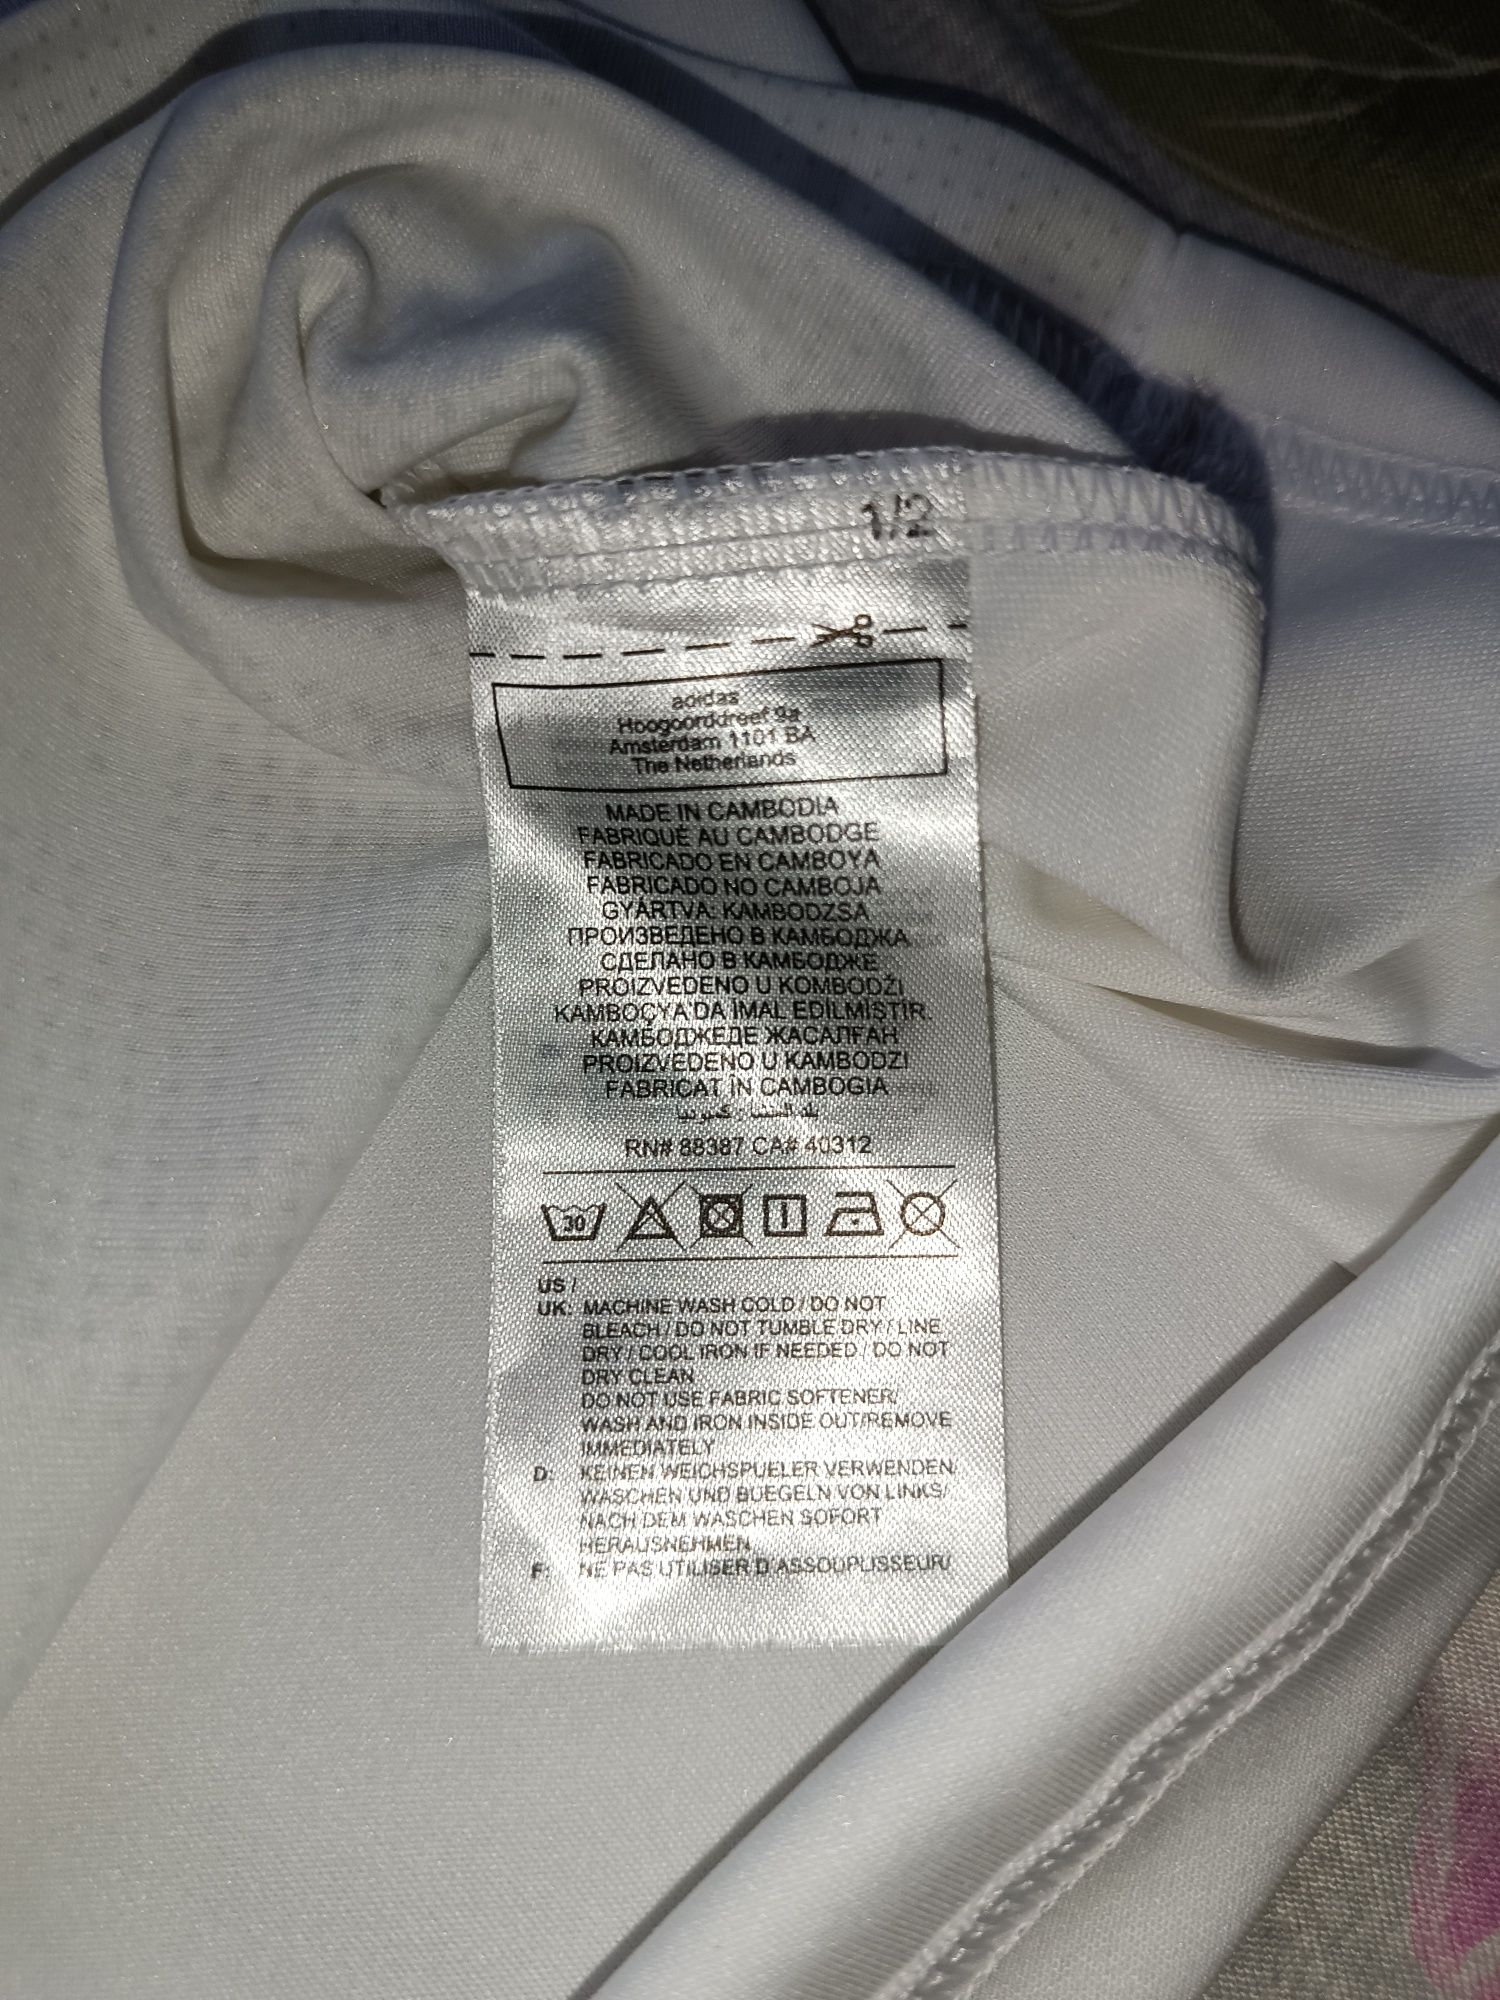 1/2
adidas
Hoogoorddreef 9a
Amsterdam 1101 BA
The Netherlands
MADE IN CAMBODIA
FABRIQUÉ AU CAMBODGE
FABRICADO EN CAMBOYA
FABRICADO NO CAMBOJA
GYÁRTVA: KAMBODZSA
ПРОИЗВЕДЕНО В КАМБОДЖА
СДЕЛАНО В КАМБОДЖЕ
PROIZVEDENO U KOMBODŽI
KAMBOÇYA'DA İMAL EDİLMİŞTİR.
КАМБОДЖЕДЕ ЖАСАЛҒАН
PROIZVEDENO U KAMBODZI
FABRICAT ÎN CAMBOGIA
بلد المنشأ : كمبوديا
RN# 88387 CA# 40312
30
US /
UK: MACHINE WASH COLD / DO NOT
BLEACH / DO NOT TUMBLE DRY / LINE
DRY / COOL IRON IF NEEDED / DO NOT
DRY CLEAN
DO NOT USE FABRIC SOFTENER/
WASH AND IRON INSIDE OUT/REMOVE
IMMEDIATELY
D: KEINEN WEICHSPUELER VERWENDEN/
WASCHEN UND BUEGELN VON LINKS/
NACH DEM WASCHEN SOFORT
HERAUSNEHMEN
F: NE PAS UTILISER D'ASSOUPLISSEUR/